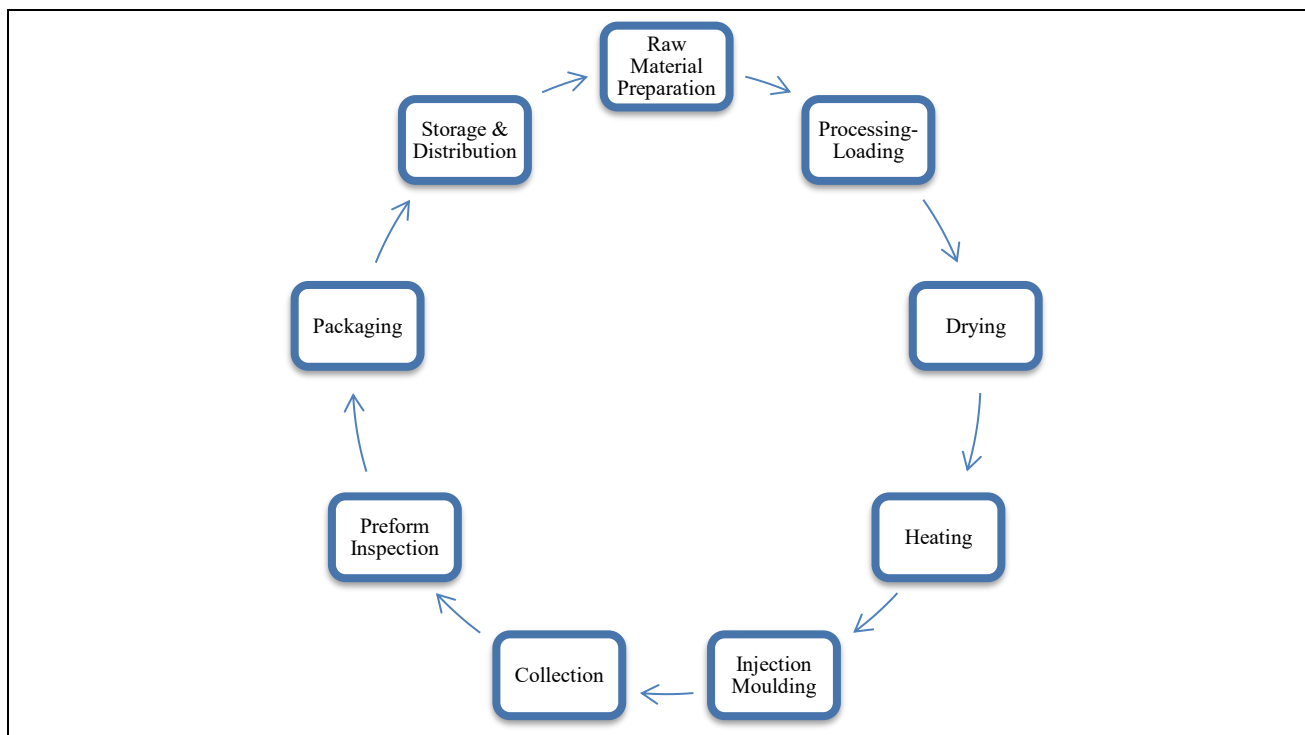 Raw
Material
Preparation
Processing-
Loading
Drying
Heating
Injection
Moulding
Collection
Preform
Inspection
Packaging
Storage &
Distribution